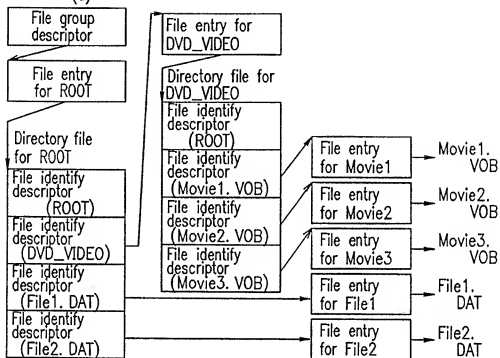 File group
descriptor
File entry
for ROOT
Directory file
for ROOT
File identify
descriptor
(ROOT)
File identify
descriptor
(DVD_VIDEO)
File identify
descriptor
(File1. DAT)
File identify
descriptor
(File2. DAT)
File entry for
DVD_VIDEO
Directory file for
DVD_VIDEO
File identify
descriptor
(ROOT)
File identify
descriptor
(Movie1. VOB)
File identify
descriptor
(Movie2. VOB)
File identify
descriptor
(Movie3. VOB)
File entry
for Movie1
Movie1.
VOB
File entry
for Movie2
Movie2.
VOB
File entry
for Movie3
Movie3.
VOB
File entry
for File1
File1.
DAT
File entry
for File2
File2.
DAT